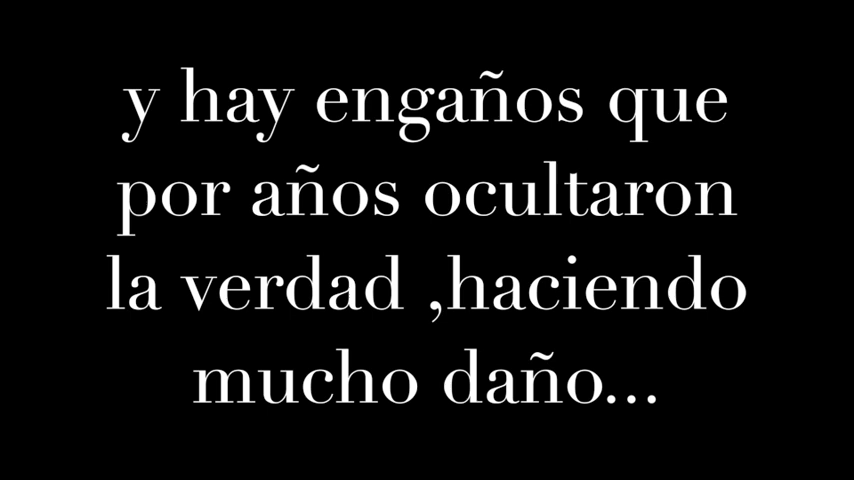 y hay engaños que
por años ocultaron
la verdad ,haciendo
mucho daño...